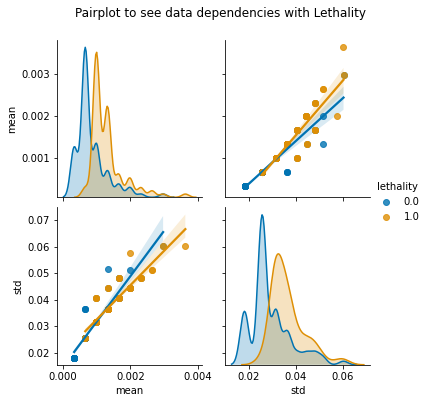 Pairplot to see data dependencies with Lethality
0.003
0.002
0.001
mean
lethality
0.0
1.0
0.07
0.06
0.05
0.04
0.03
0.02
std
0.000 0.002 0.004
mean
0.02 0.04 0.06
std